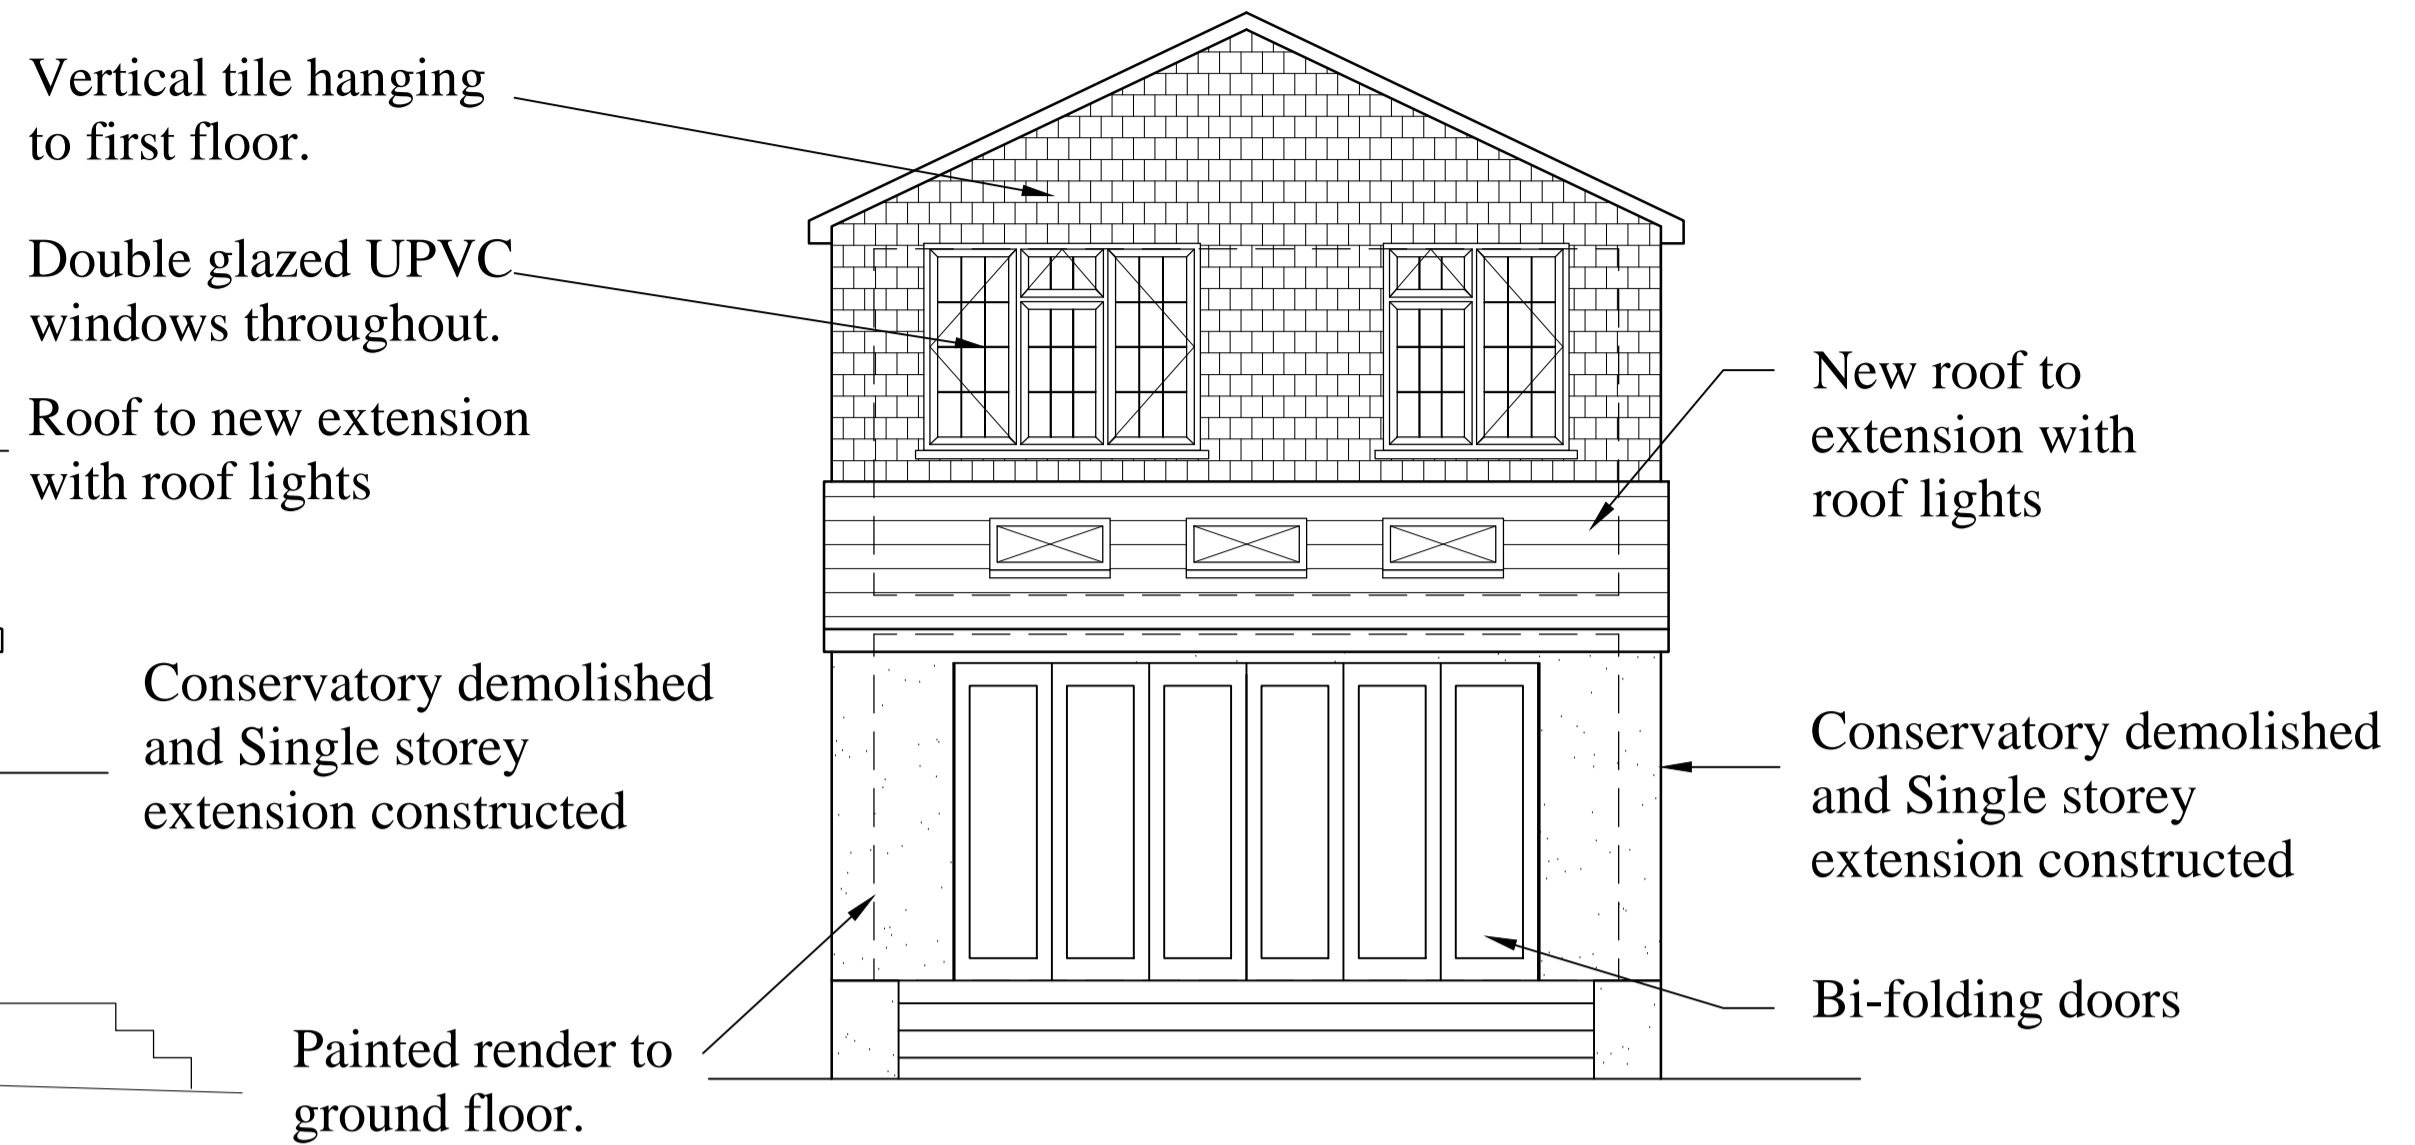 Vertical tile hanging
to first floor.
Double glazed UPVC
windows throughout.
Roof to new extension
with roof lights
Conservatory demolished
and Single storey
extension constructed
Painted render to
ground floor.
New roof to
extension with
roof lights
Conservatory demolished
and Single storey
extension constructed
Bi-folding doors